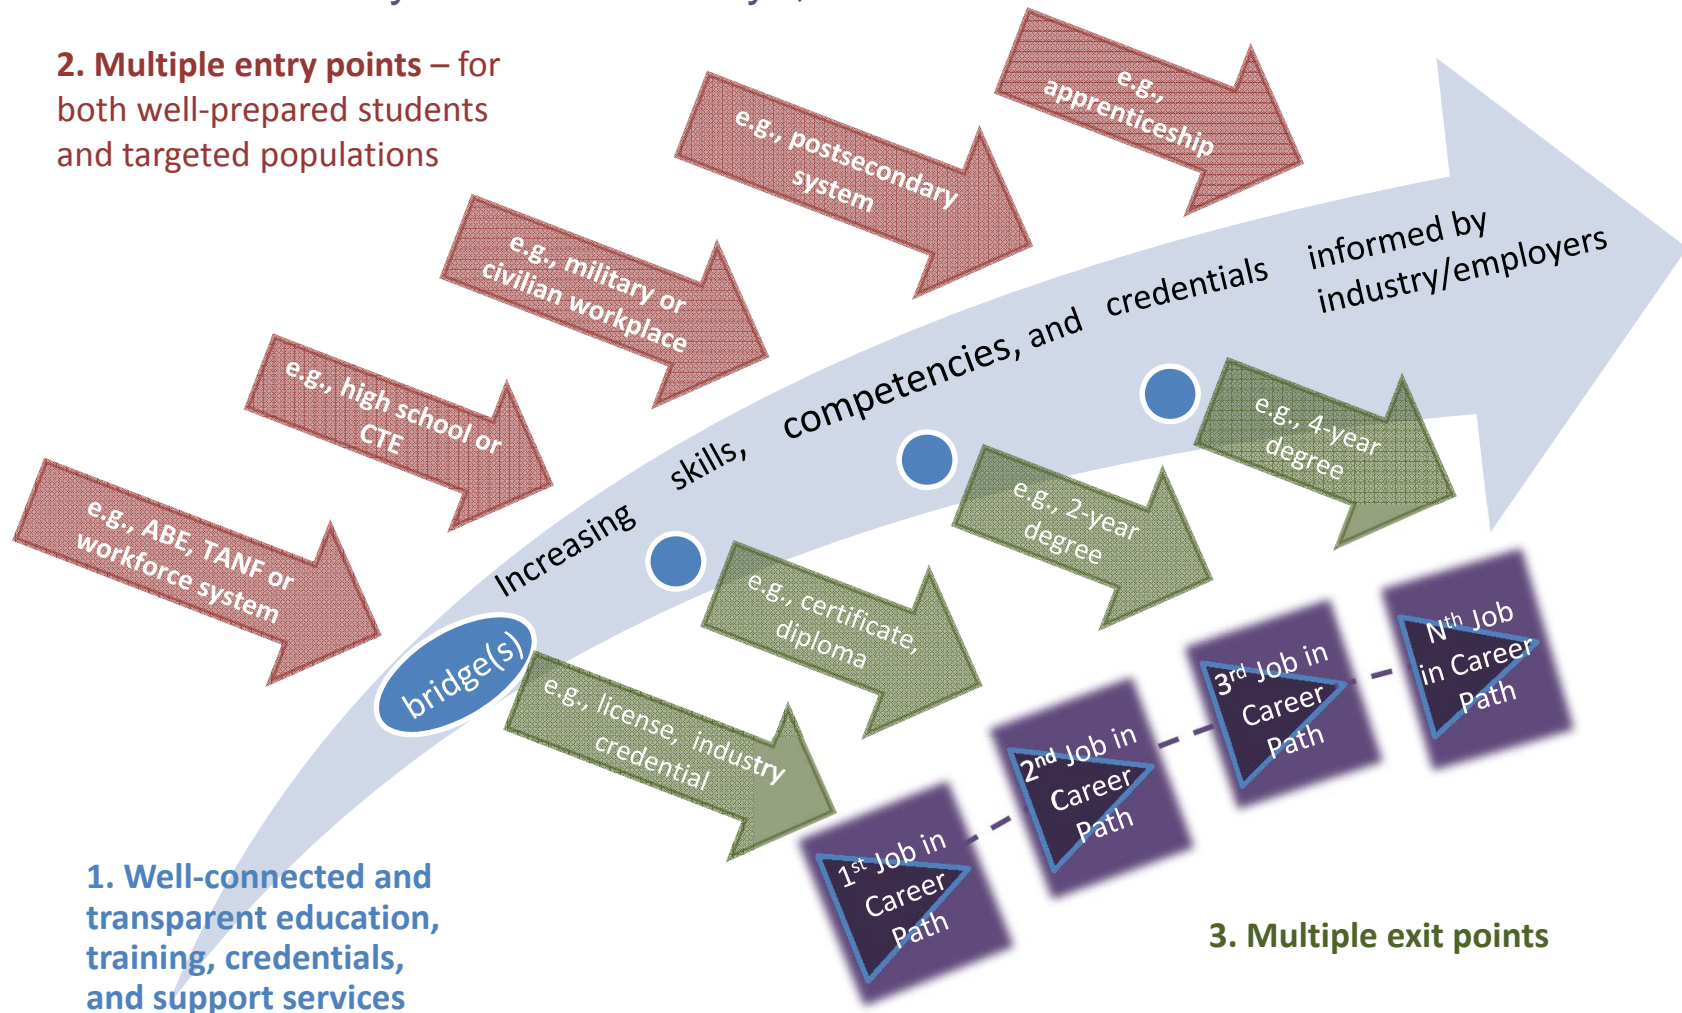 2. Multiple entry points – for
both well-prepared students
and targeted populations
e.g.,
apprenticeship
e.g., postsecondary
system
e.g., military or
civilian workplace
e.g., high school or
CTE
e.g., ABE, TANF or
workforce system
Increasing skills, competencies, and credentials informed by
industry/employers
bridge(s)
e.g., license, industry
credential
e.g., certificate,
diploma
e.g., 2-year
degree
e.g., 4-year
degree
1st Job in
Career
Path
2nd Job in
Career
Path
3rd Job in
Career
Path
Nth Job
in Career
Path
1. Well-connected and
transparent education,
training, credentials,
and support services
3. Multiple exit points